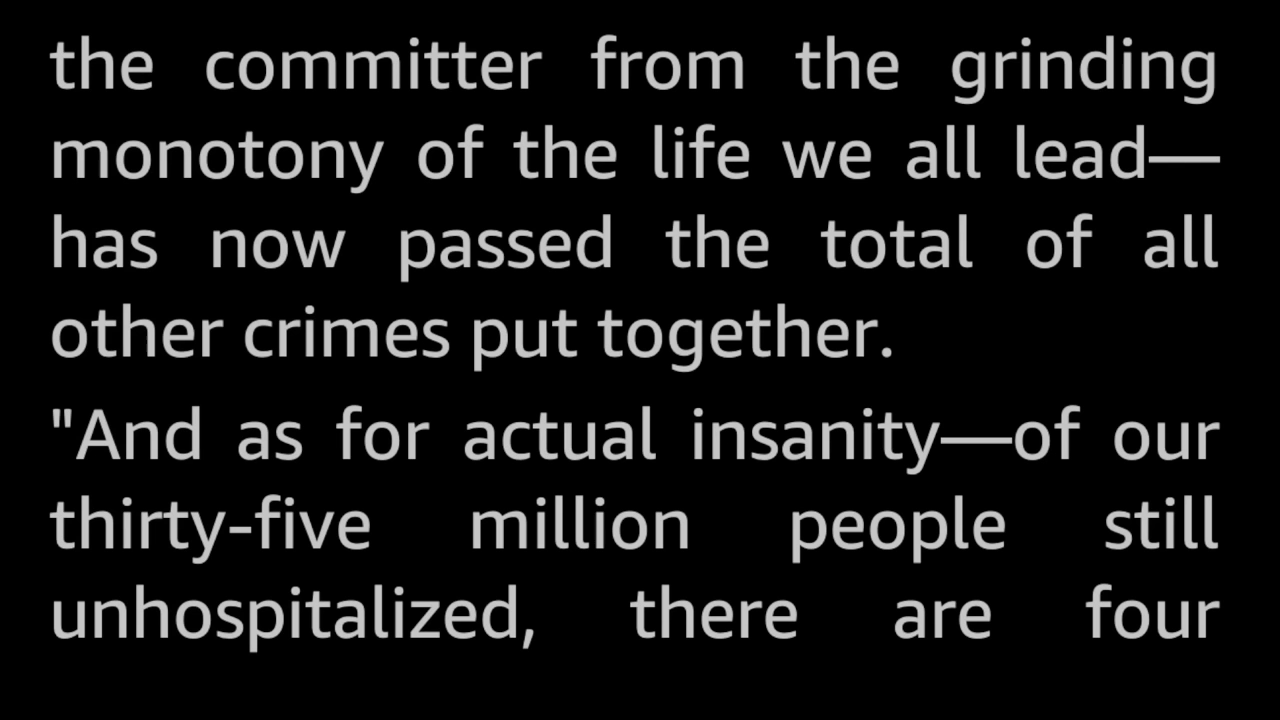 the committer from the grinding
monotony of the life we all lead—
has now passed the total of all
other crimes put together.
"And as for actual insanity—of our
thirty-five million people still
unhospitalized, there are four